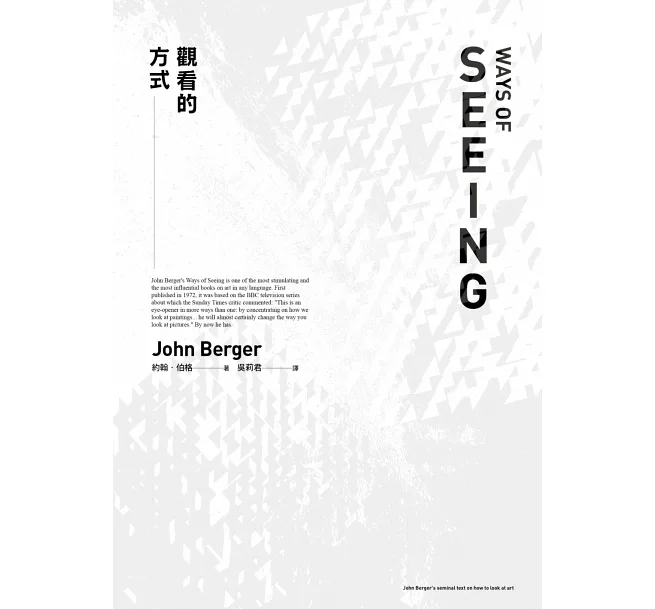 觀看的
方式
WAYS OF
SEEING
John Berger's Ways of Seeing is one of the most stimulating and
the most influential books on art in any language. First
published in 1972, it was based on the BBC television series
about which the Sunday Times critic commented: "This is an
eye-opener in more ways than one: by concentrating on how we
look at paintings... he will almost certainly change the way you
look at pictures." By now he has.
John Berger
約翰·伯格——著 吳莉君——譯
John Berger's seminal text on how to look at art